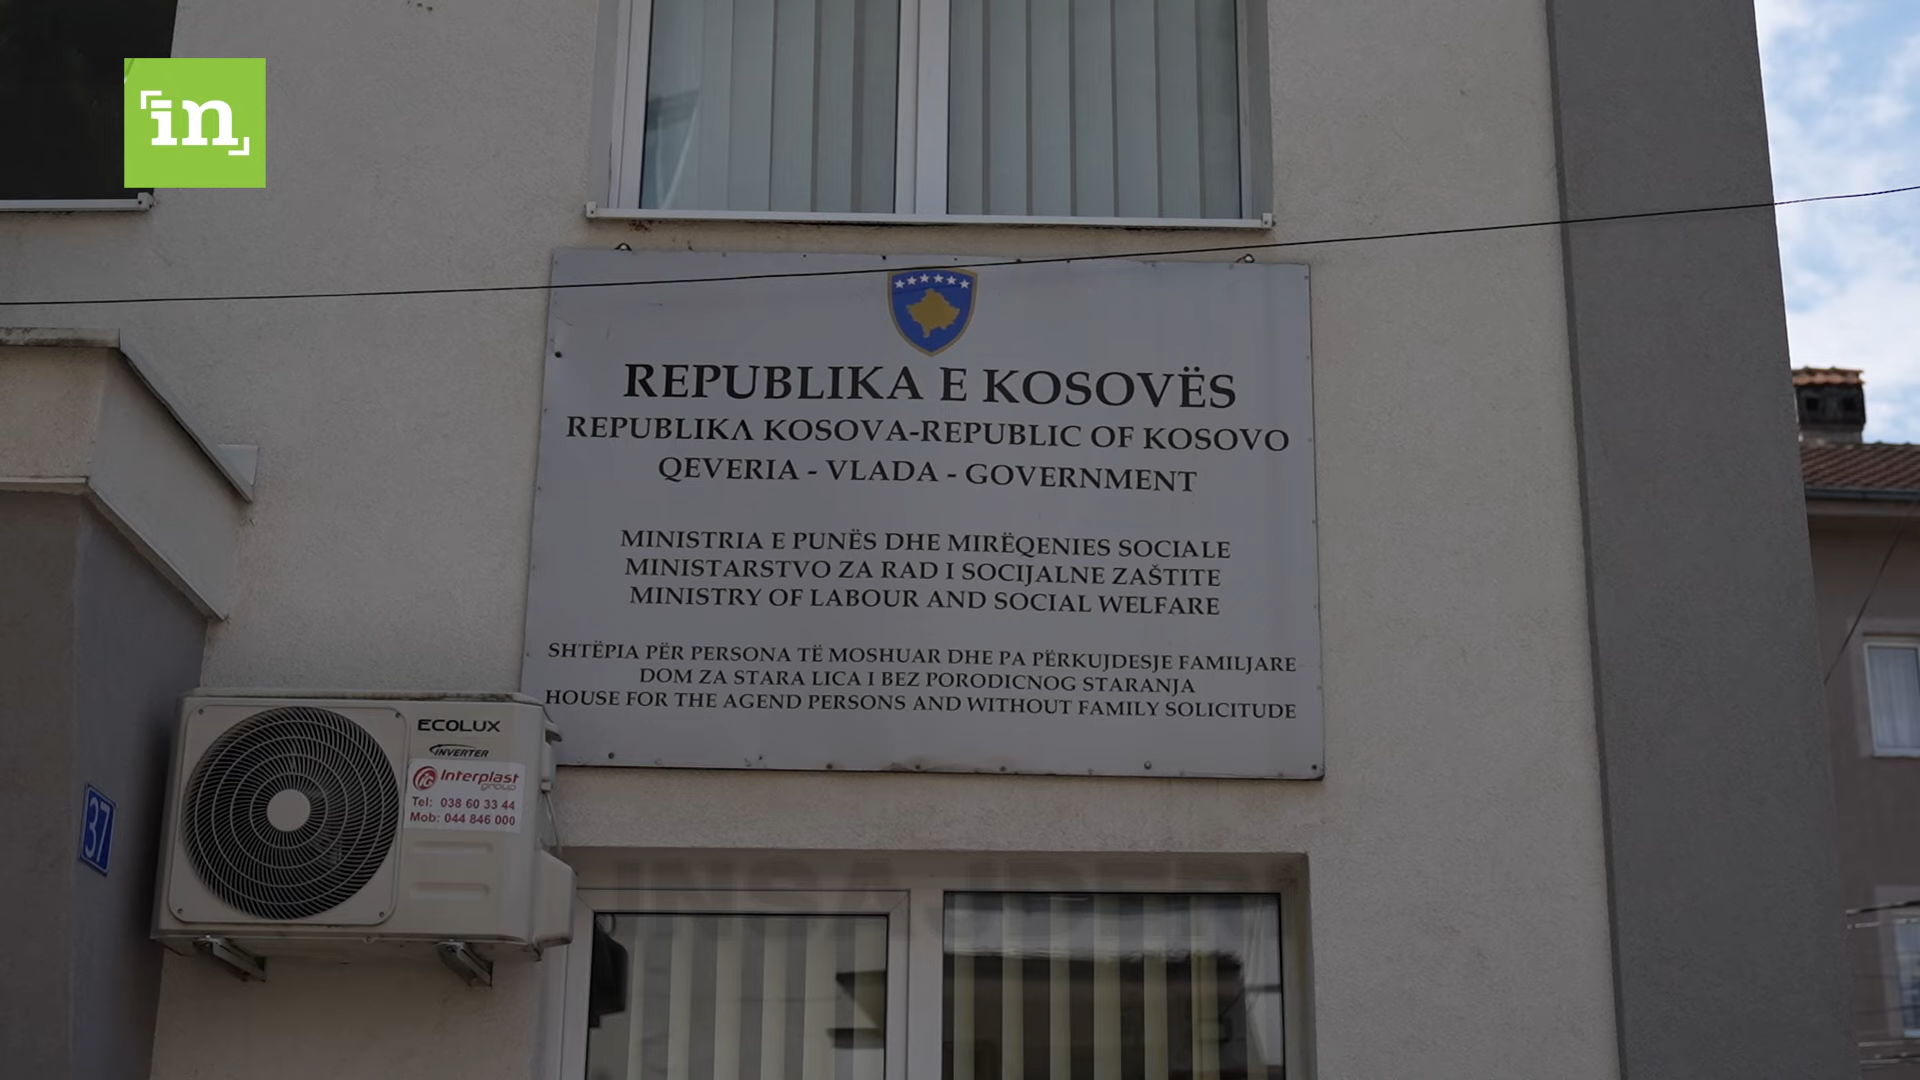 in
REPUBLIKA E KOSOVËS
REPUBLIKA KOSOVA-REPUBLIC OF KOSOVO
QEVERIA - VLADA - GOVERNMENT
MINISTRIA E PUNËS DHE MIRËQENIES SOCIALE
MINISTARSTVO ZA RAD I SOCIJALNE ZAŠTITE
MINISTRY OF LABOUR AND SOCIAL WELFARE
SHTËPIA PËR PERSONA TË MOSHUAR DHE PA PËRKUJDESJE FAMILJARE
DOM ZA STARA LICA I BEZ PORODICNOG STARANJA
HOUSE FOR THE AGEND PERSONS AND WITHOUT FAMILY SOLICITUDE
ECOLUX
INVERTER
Interplast
group
Tel: 038 60 33 44
Mob: 044 846 000
37
INSAJDERI